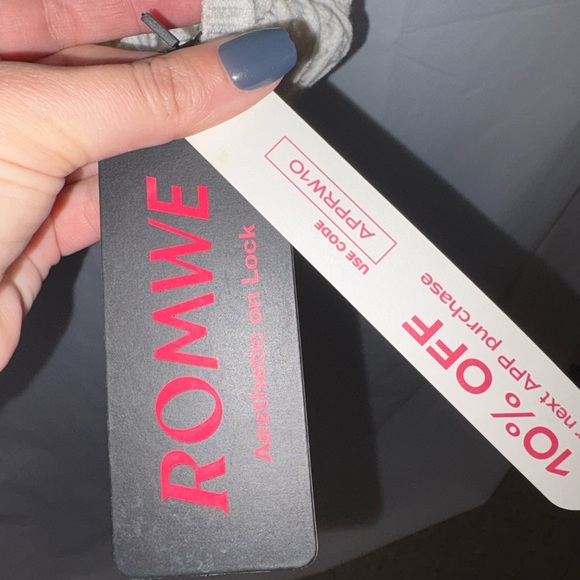 ROMWE
Aesthetic on Lock
10% OFF
next APP purchase
USE CODE
APPRW10